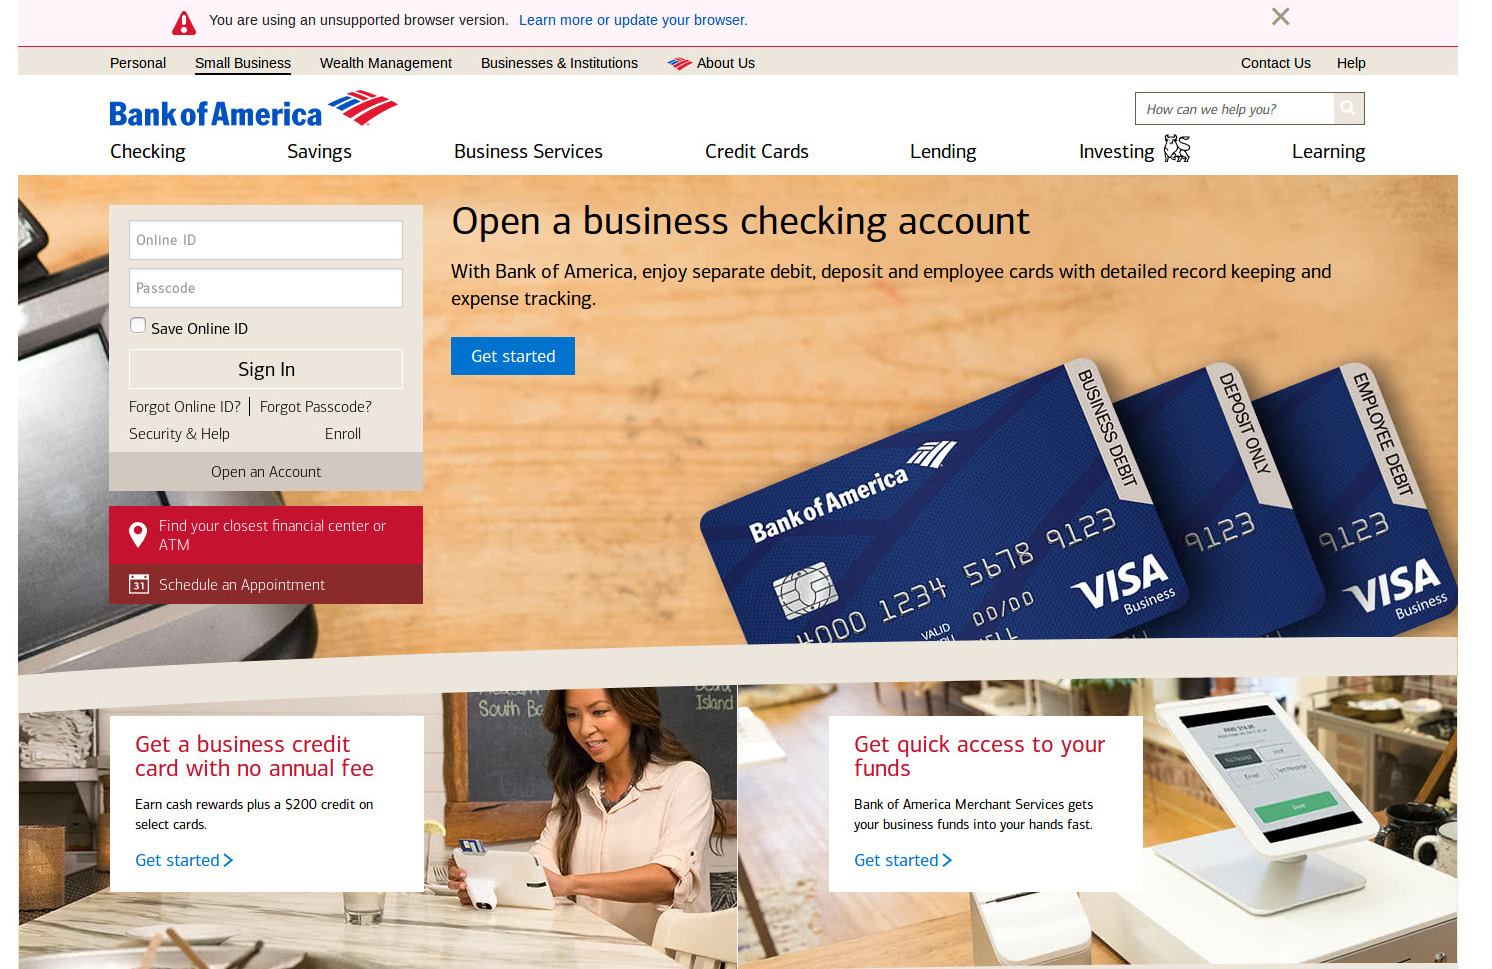 You are using an unsupported browser version. Learn more or update your browser.
Personal Small Business Wealth Management Businesses & Institutions About Us Contact Us Help
Bank of America
How can we help you?
Checking Savings Business Services Credit Cards Lending Investing Learning
Online ID
Passcode
Save Online ID
Sign In
Forgot Online ID? Forgot Passcode?
Security & Help Enroll
Open an Account
Find your closest financial center or
ATM
31 Schedule an Appointment
Open a business checking account
With Bank of America, enjoy separate debit, deposit and employee cards with detailed record keeping and
expense tracking.
Get started
BUSINESS DEBIT
Bank of America
4000 1234 5678 9123
VALID
00/00
VISA
Business
DEPOSIT ONLY
9123
EMPLOYEE DEBIT
9123
VISA
Business
South
Island
Get a business credit
card with no annual fee
Earn cash rewards plus a $200 credit on
select cards.
Get started
Get quick access to your
funds
Bank of America Merchant Services gets
your business funds into your hands fast.
Get started